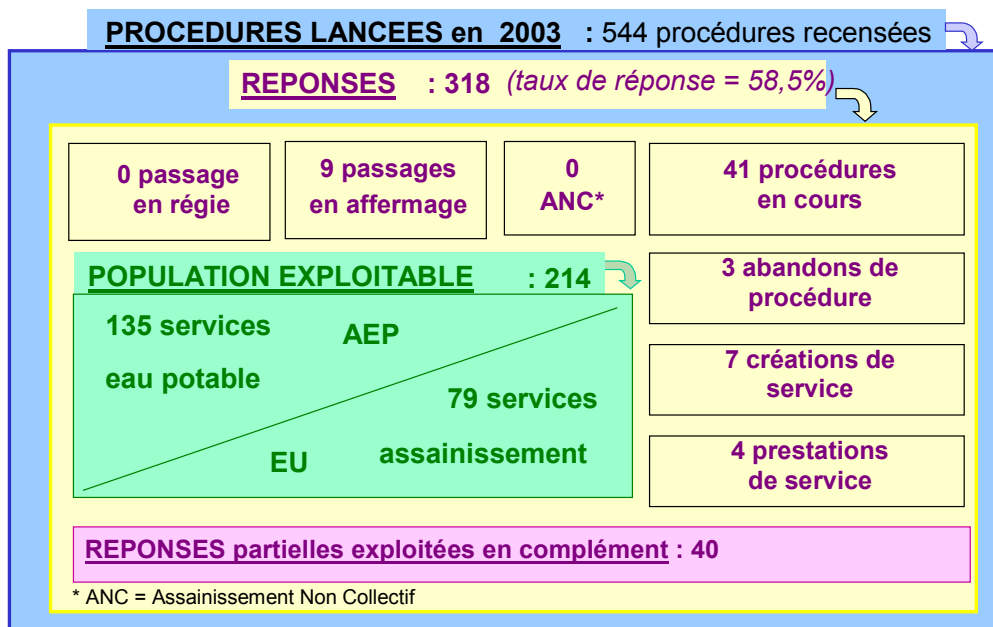 PROCEDURES LANCEES en 2003 : 544 procédures recensées
REPONSES : 318 (taux de réponse = 58,5%)
0 passage
en régie
9 passages
en affermage
0
ANC*
41 procédures
en cours
POPULATION EXPLOITABLE : 214
135 services
eau potable
AEP
79 services
assainissement
EU
3 abandons de
procédure
7 créations de
service
4 prestations
de service
REPONSES partielles exploitées en complément : 40
* ANC = Assainissement Non Collectif